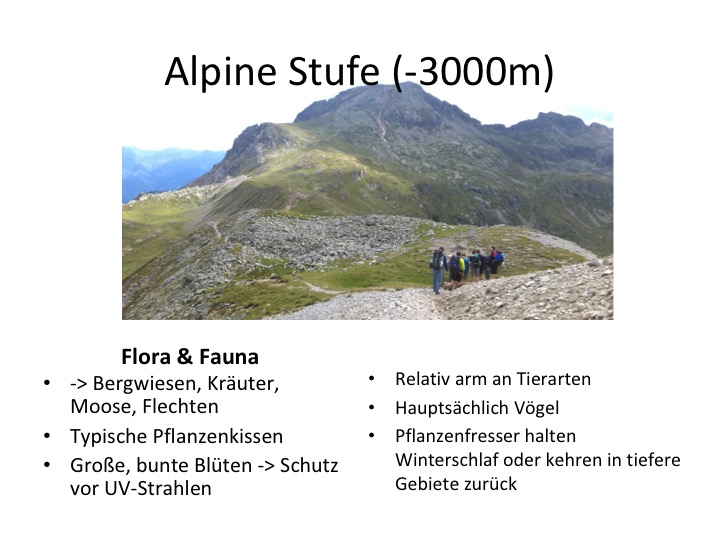 Alpine Stufe (-3000m)
Flora & Fauna
• -> Bergwiesen, Kräuter,
Moose, Flechten
• Typische Pflanzenkissen
• Große, bunte Blüten -> Schutz
vor UV-Strahlen
• Relativ arm an Tierarten
• Hauptsächlich Vögel
• Pflanzenfresser halten
Winterschlaf oder kehren in tiefere
Gebiete zurück